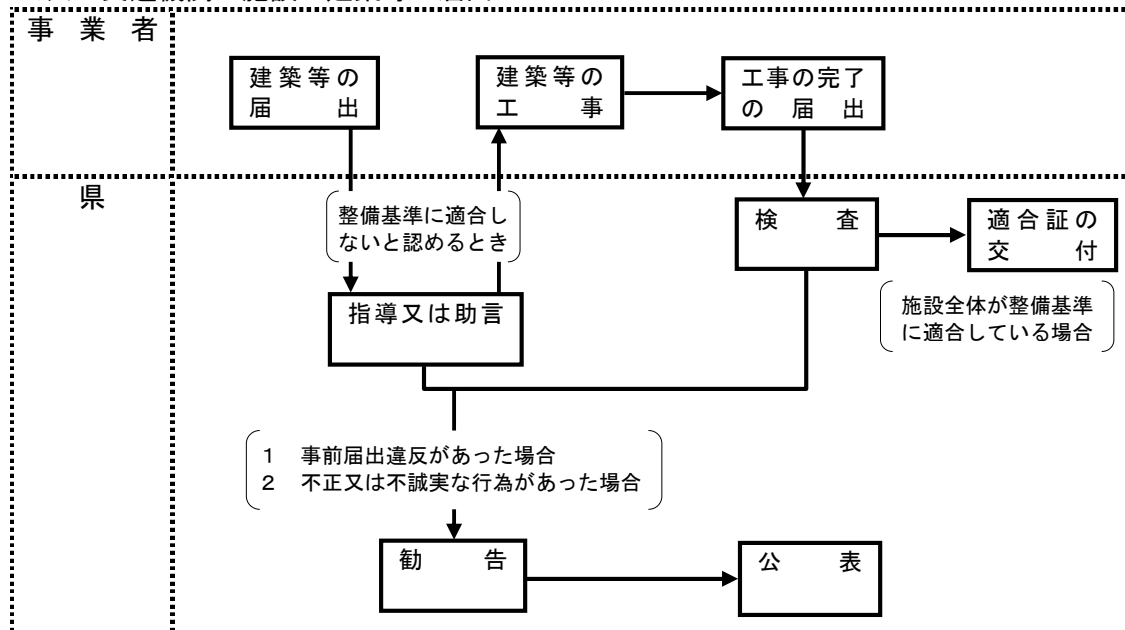 事業者
建築等の
届出
建築等の
工事
工事の完了
の届出
県
整備基準に適合し
ないと認めるとき
検査
適合証の
交付
指導又は助言
施設全体が整備基準
に適合している場合
1 事前届出違反があった場合
2 不正又は不誠実な行為があった場合
勧告
公表